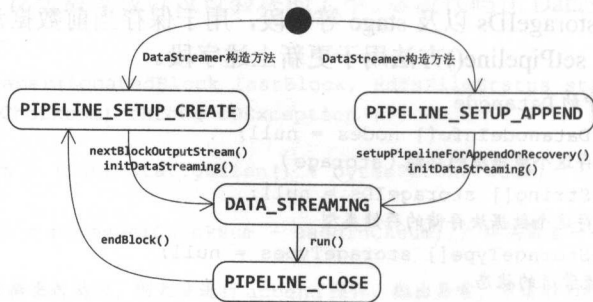 DataStreamer构造方法
DataStreamer构造方法
PIPELINE_SETUP_CREATE
PIPELINE_SETUP_APPEND
nextBlockOutputStream()
initDataStreaming()
setupPipelineForAppendOrRecovery()
initDataStreaming()
DATA_STREAMING
endBlock()
run()
PIPELINE_CLOSE